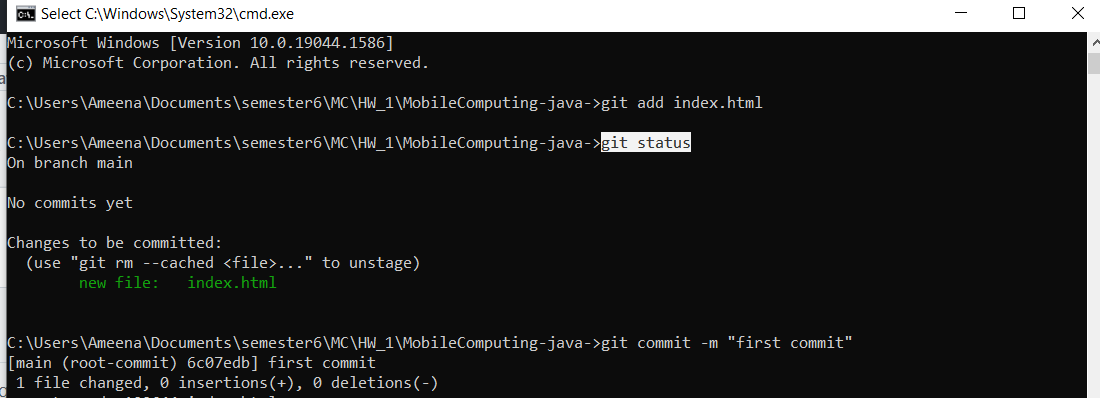 Select C:\Windows\System32\cmd.exe
Microsoft Windows [Version 10.0.19044.1586]
(c) Microsoft Corporation. All rights reserved.
C:\Users\Ameena\Documents\semester6\MC\HW_1\MobileComputing-java->git add index.html
C:\Users\Ameena\Documents\semester6\MC\HW_1\MobileComputing-java->git status
On branch main
No commits yet
Changes to be committed:
(use "git rm --cached <file>..." to unstage)
new file: index.html
C:\Users\Ameena\Documents\semester6\MC\HW_1\MobileComputing-java->git commit -m "first commit"
[main (root-commit) 6c07edb] first commit
1 file changed, 0 insertions(+), 0 deletions(-)